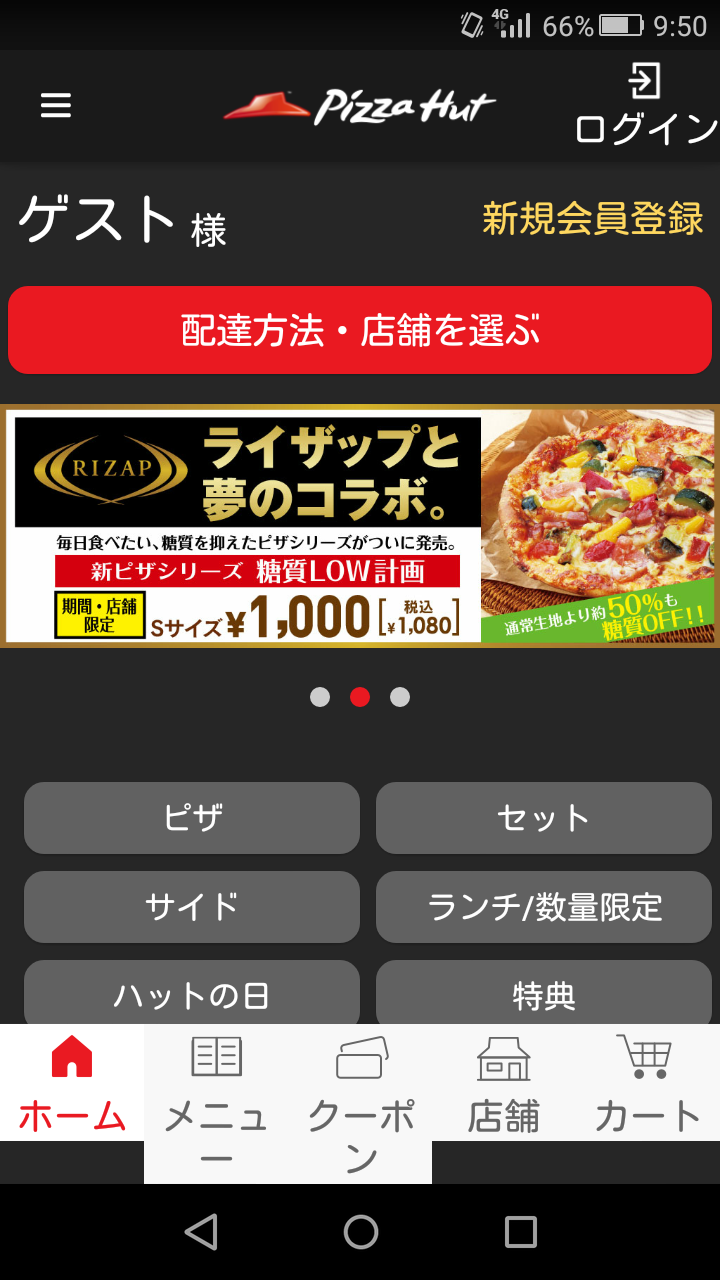 4G 66% 9:50
Pizza Hut
ログイン
ゲスト 様
新規会員登録
配達方法・店舗を選ぶ
RIZAP
ライザップと
夢のコラボ。
毎日食べたい、糖質を抑えたピザシリーズがついに発売。
新ピザシリーズ 糖質LOW計画
期間・店舗
限定
Sサイズ¥1,000[税込¥1,080]
通常生地より約50%も
糖質OFF!!
ピザ
セット
サイド
ランチ/数量限定
ハットの日
特典
ホーム
メニュ
ー
クーポ
ン
店舗
カート